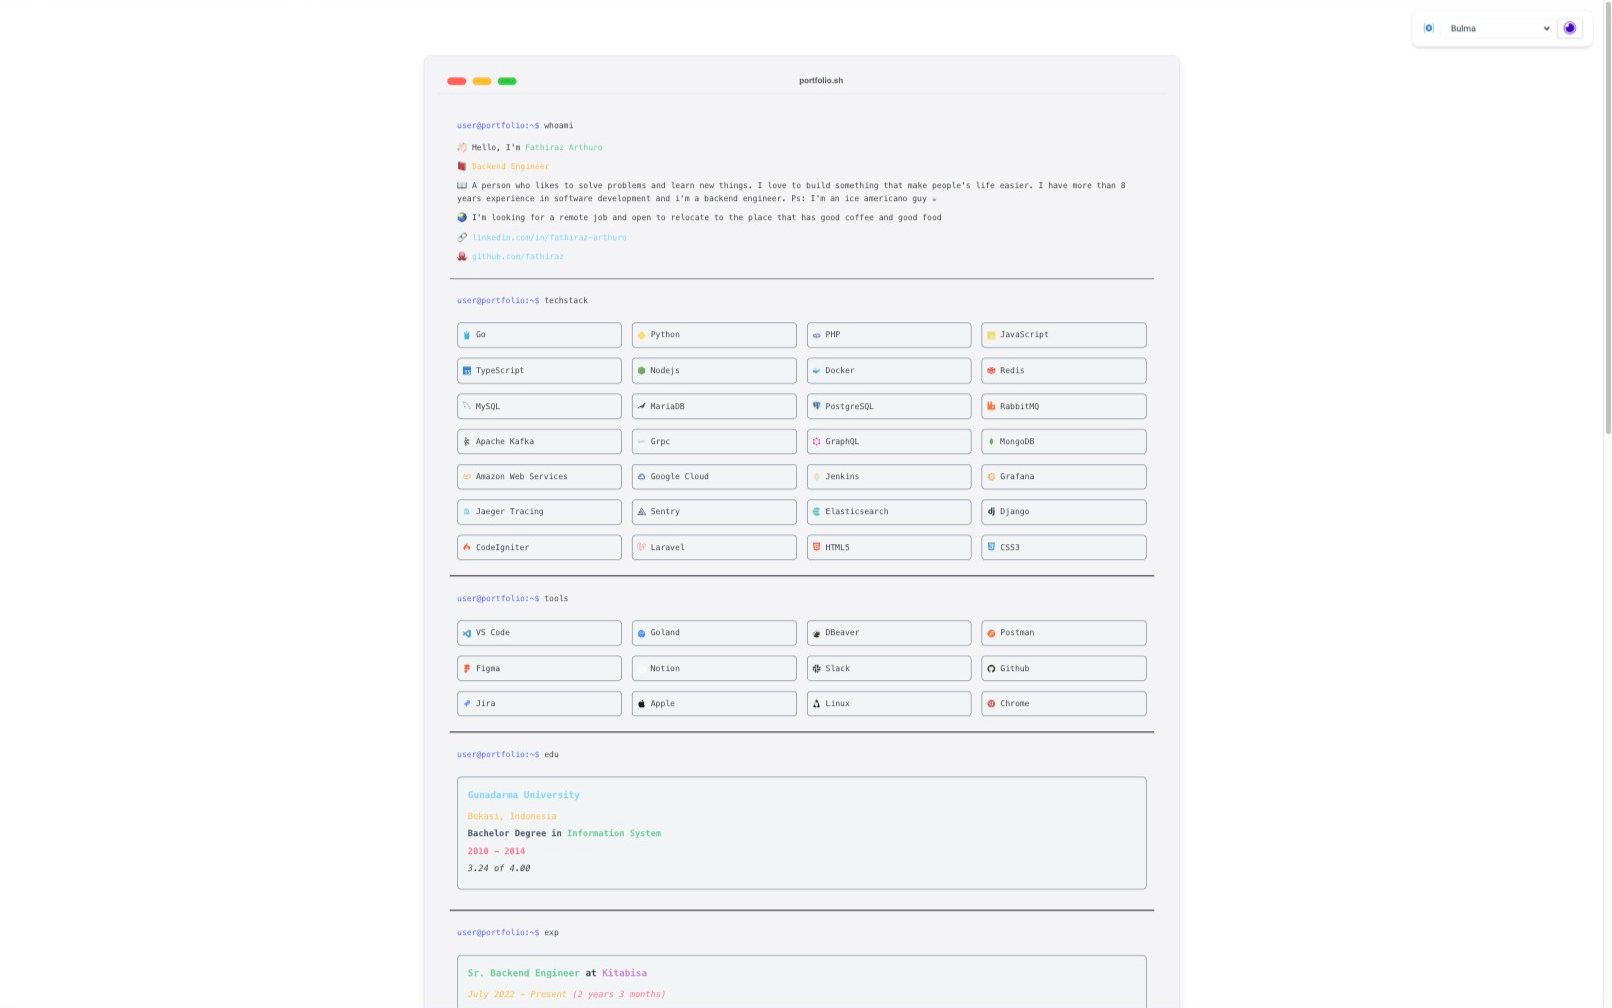 Bulma
portfolio.sh
user@portfolio:~$ whoami
Hello, I'm Fathiraz Arthuro
Backend Engineer
A person who likes to solve problems and learn new things. I love to build something that make people's life easier. I have more than 8
years experience in software development and i'm a backend engineer. Ps: I'm an ice americano guy
I'm looking for a remote job and open to relocate to the place that has good coffee and good food
linkedin.com/in/fathiraz-arthuro
github.com/fathiraz
user@portfolio:~$ techstack
Go Python PHP JavaScript
TypeScript Nodejs Docker Redis
MySQL MariaDB PostgreSQL RabbitMQ
Apache Kafka Grpc GraphQL MongoDB
Amazon Web Services Google Cloud Jenkins Grafana
Jaeger Tracing Sentry Elasticsearch Django
CodeIgniter Laravel HTML5 CSS3
user@portfolio:~$ tools
VS Code Goland DBeaver Postman
Figma Notion Slack Github
Jira Apple Linux Chrome
user@portfolio:~$ edu
Gunadarma University
Bekasi, Indonesia
Bachelor Degree in Information System
2010 – 2014
3.24 of 4.00
user@portfolio:~$ exp
Sr. Backend Engineer at Kitabisa
July 2022 – Present (2 years 3 months)